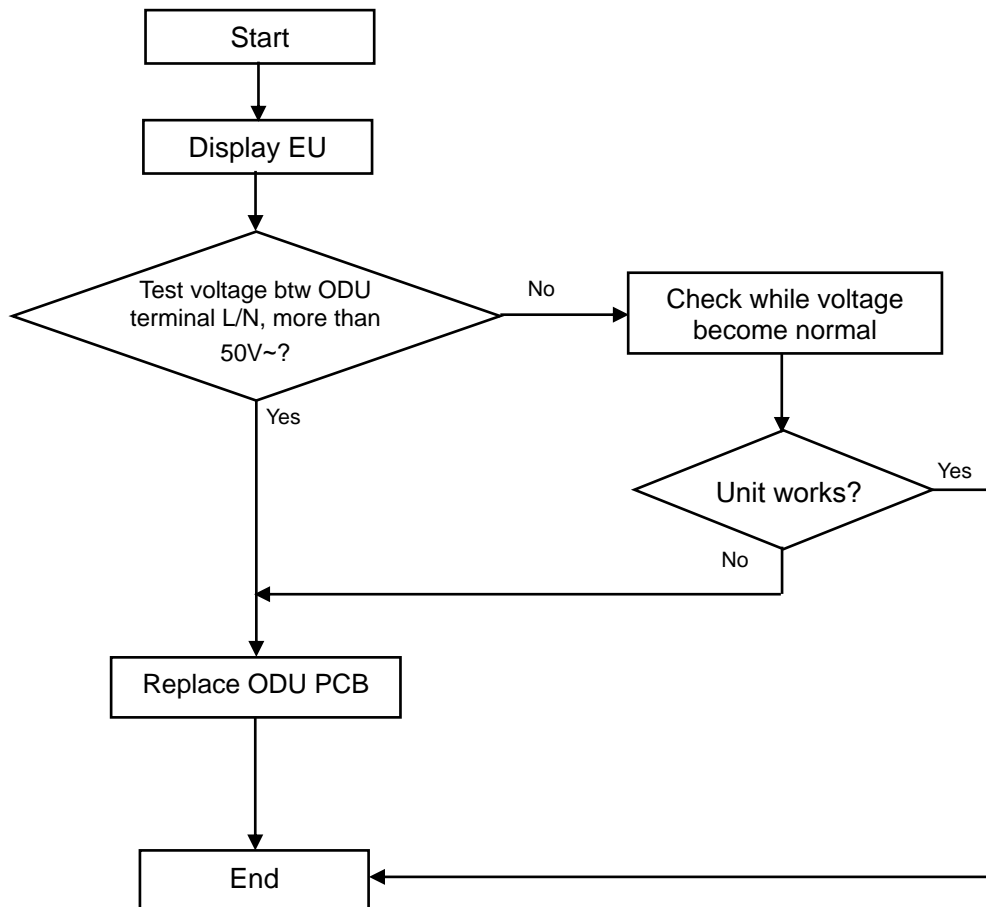 Start
Display EU
Test voltage btw ODU
terminal L/N, more than
50V~?
No
Check while voltage
become normal
Yes
Unit works?
Yes
No
Replace ODU PCB
End